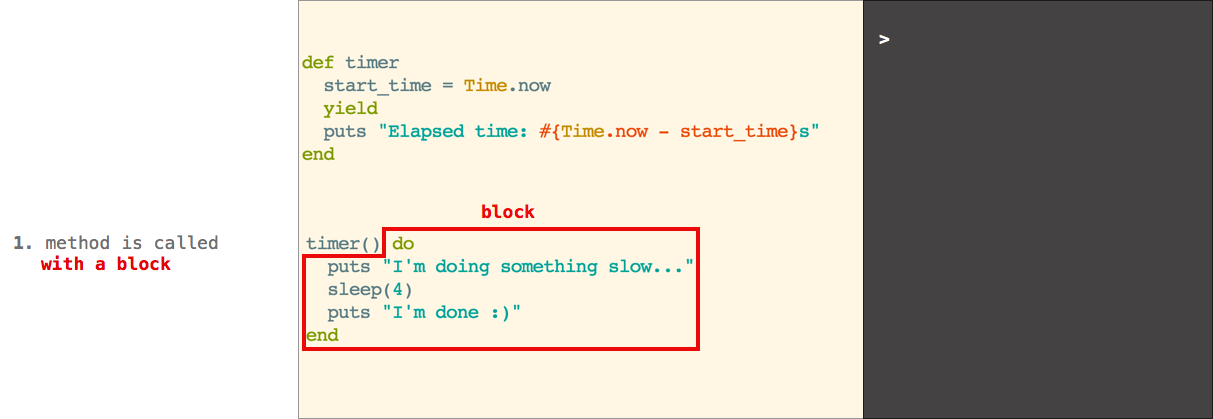 >
def timer
  start_time = Time.now
  yield
  puts "Elapsed time: #{Time.now - start_time}s"
end
block
1. method is called
with a block
timer() do
  puts "I'm doing something slow..."
  sleep(4)
  puts "I'm done :)"
end